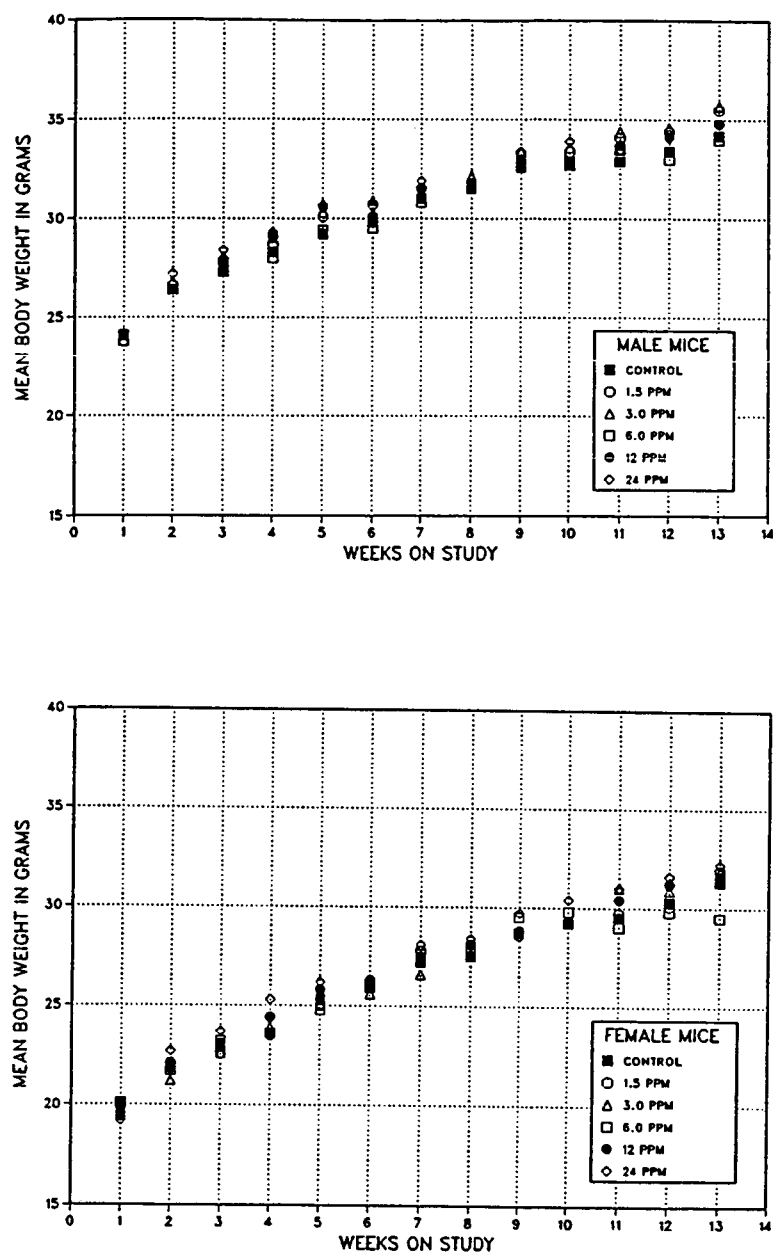 40
35
30
25
20
15
MEAN BODY WEIGHT IN GRAMS
MALE MICE
CONTROL
1.5 PPM
3.0 PPM
6.0 PPM
12 PPM
24 PPM
0 1 2 3 4 5 6 7 8 9 10 11 12 13 14
WEEKS ON STUDY
40
35
30
25
20
15
MEAN BODY WEIGHT IN GRAMS
FEMALE MICE
CONTROL
1.5 PPM
3.0 PPM
6.0 PPM
12 PPM
24 PPM
0 1 2 3 4 5 6 7 8 9 10 11 12 13 14
WEEKS ON STUDY